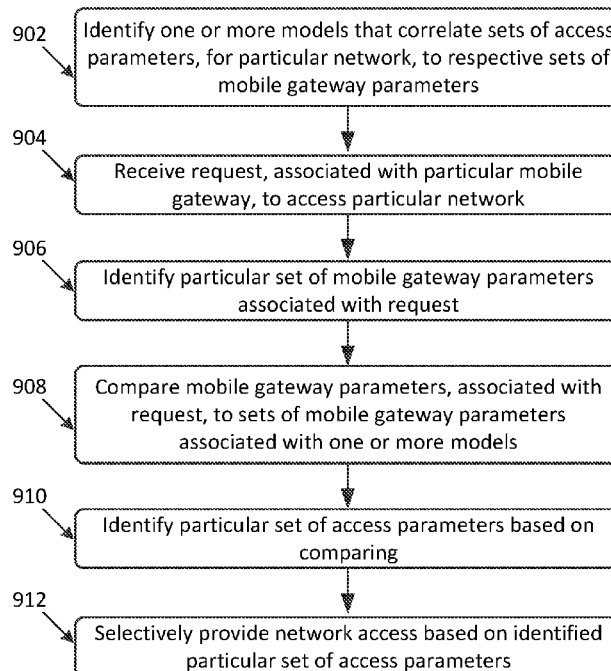 902
Identify one or more models that correlate sets of access
parameters, for particular network, to respective sets of
mobile gateway parameters
904
Receive request, associated with particular mobile
gateway, to access particular network
906
Identify particular set of mobile gateway parameters
associated with request
908
Compare mobile gateway parameters, associated with
request, to sets of mobile gateway parameters
associated with one or more models
910
Identify particular set of access parameters based on
comparing
912
Selectively provide network access based on identified
particular set of access parameters